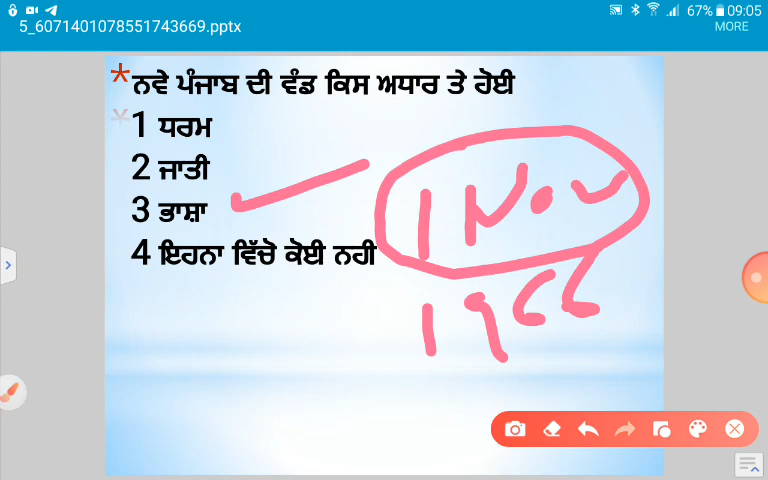 67% 09:05
5_6071401078551743669.pptx MORE
*ਨਵੇ ਪੰਜਾਬ ਦੀ ਵੰਡ ਕਿਸ ਅਧਾਰ ਤੇ ਹੋਈ
*1 ਧਰਮ
2 ਜਾਤੀ
3 ਭਾਸ਼ਾ
4 ਇਹਨਾ ਵਿੱਚੋ ਕੋਈ ਨਹੀ
1 Nov
1966